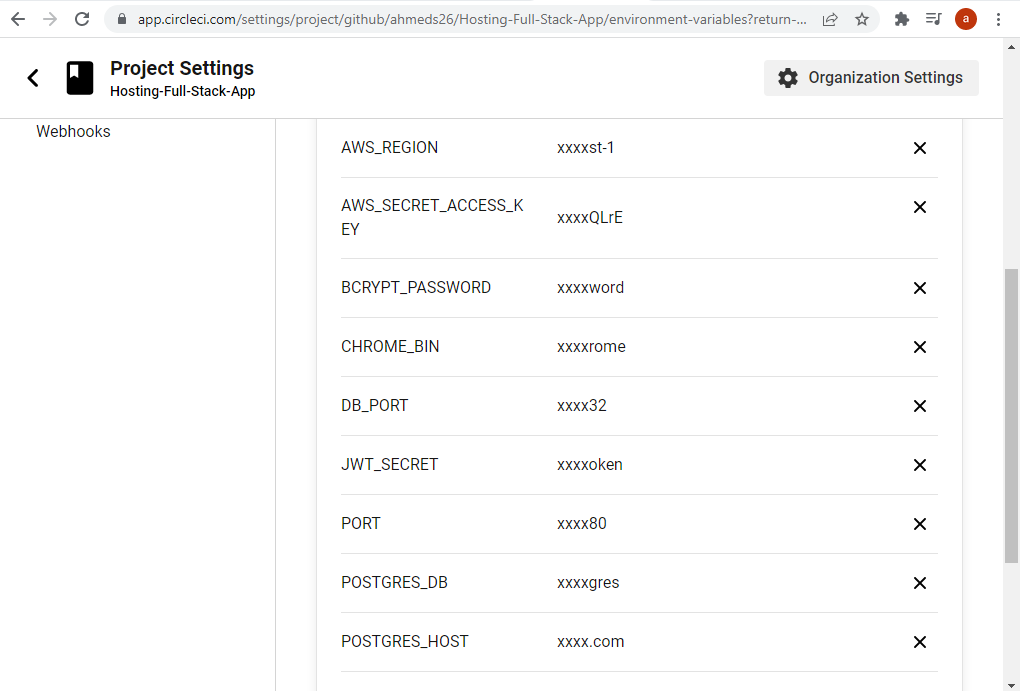 app.circleci.com/settings/project/github/ahmeds26/Hosting-Full-Stack-App/environment-variables?return-...
a
Project Settings
Hosting-Full-Stack-App
Organization Settings
Webhooks
AWS_REGION xxxxst-1
AWS_SECRET_ACCESS_K
EY
xxxxQLrE
BCRYPT_PASSWORD xxxxword
CHROME_BIN xxxxrome
DB_PORT xxxx32
JWT_SECRET xxxxoken
PORT xxxx80
POSTGRES_DB xxxxgres
POSTGRES_HOST xxxx.com